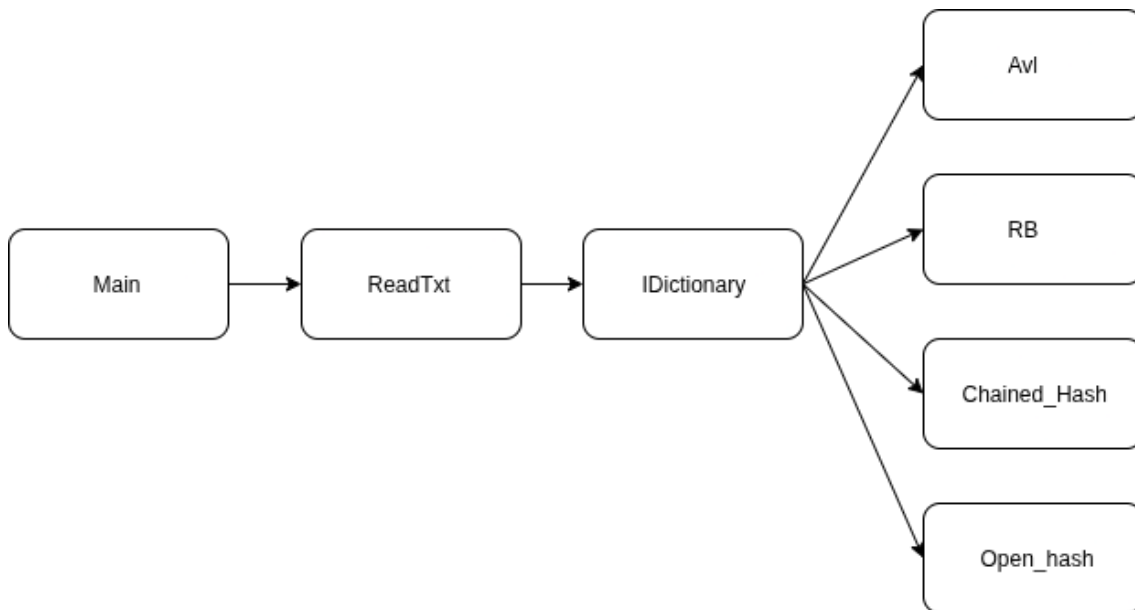 Main
ReadTxt
IDictionary
Avl
RB
Chained_Hash
Open_hash